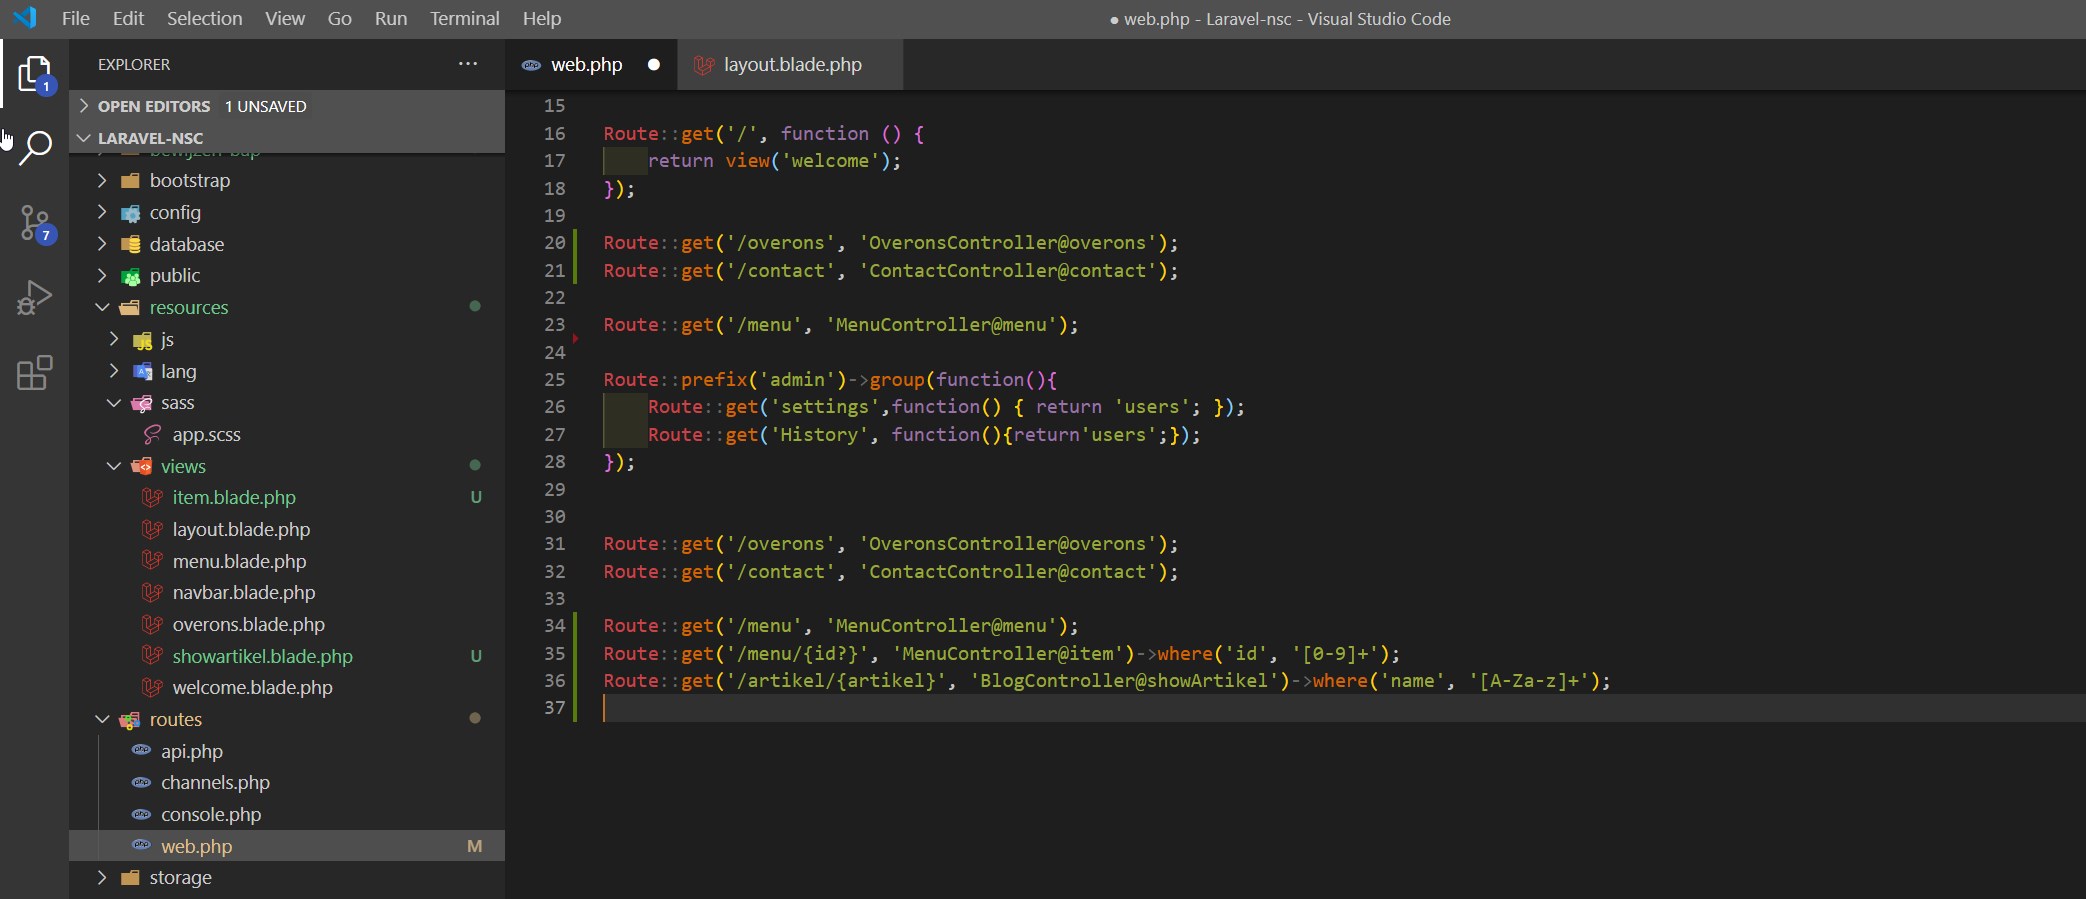 File Edit Selection View Go Run Terminal Help
● web.php - Laravel-nsc - Visual Studio Code
1
7
EXPLORER ...
OPEN EDITORS 1 UNSAVED
LARAVEL-NSC
bootstrap
config
database
public
resources
js
lang
sass
app.scss
views
item.blade.php U
layout.blade.php
menu.blade.php
navbar.blade.php
overons.blade.php
showartikel.blade.php U
welcome.blade.php
routes
api.php
channels.php
console.php
web.php M
storage
web.php ● layout.blade.php
15
16 Route::get('/', function () {
17 return view('welcome');
18 });
19
20 Route::get('/overons', 'OveronsController@overons');
21 Route::get('/contact', 'ContactController@contact');
22
23 Route::get('/menu', 'MenuController@menu');
24
25 Route::prefix('admin')->group(function(){
26 Route::get('settings',function() { return 'users'; });
27 Route::get('History', function(){return'users';});
28 });
29
30
31 Route::get('/overons', 'OveronsController@overons');
32 Route::get('/contact', 'ContactController@contact');
33
34 Route::get('/menu', 'MenuController@menu');
35 Route::get('/menu/{id?}', 'MenuController@item')->where('id', '[0-9]+');
36 Route::get('/artikel/{artikel}', 'BlogController@showArtikel')->where('name', '[A-Za-z]+');
37